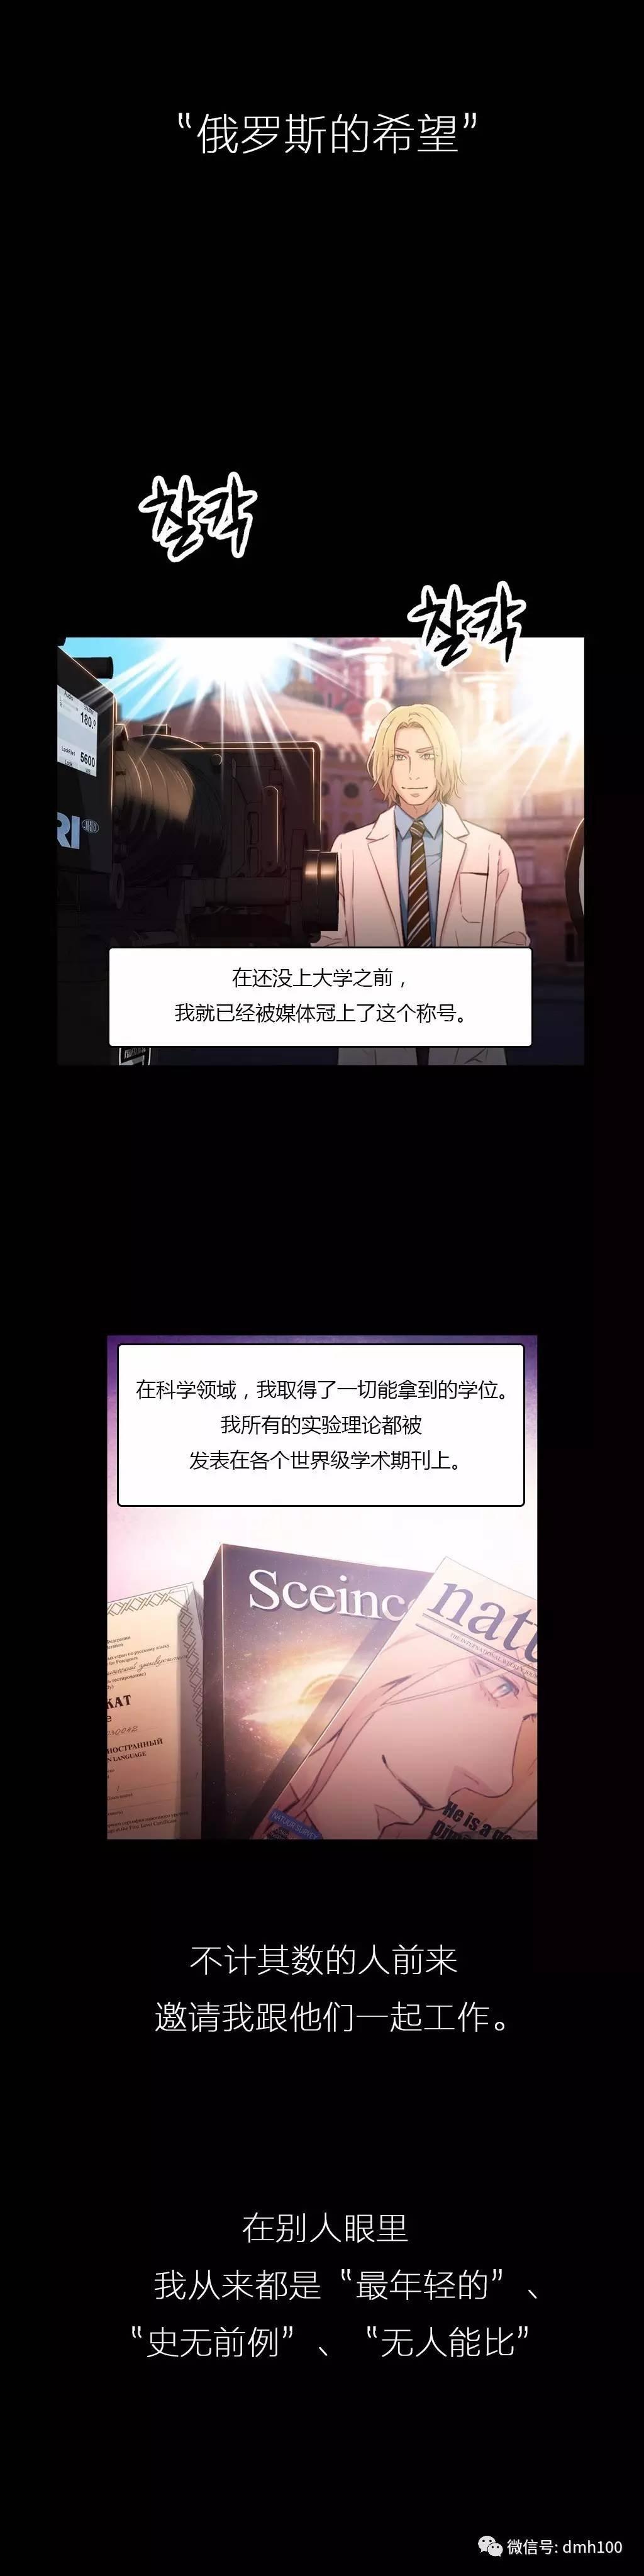 “俄罗斯的希望”
찰칵
찰칵
180.0
5600
RI
在还没上大学之前，
我就已经被媒体冠上了这个称号。
在科学领域，我取得了一切能拿到的学位。
我所有的实验理论都被
发表在各个世界级学术期刊上。
Sceinc
natu
КАТ
НОСТРАННЫЙ
N LANGUAGE
He is a ge
不计其数的人前来
邀请我跟他们一起工作。
在别人眼里
我从来都是“最年轻的”、
“史无前例”、“无人能比”
微信号: dmh100